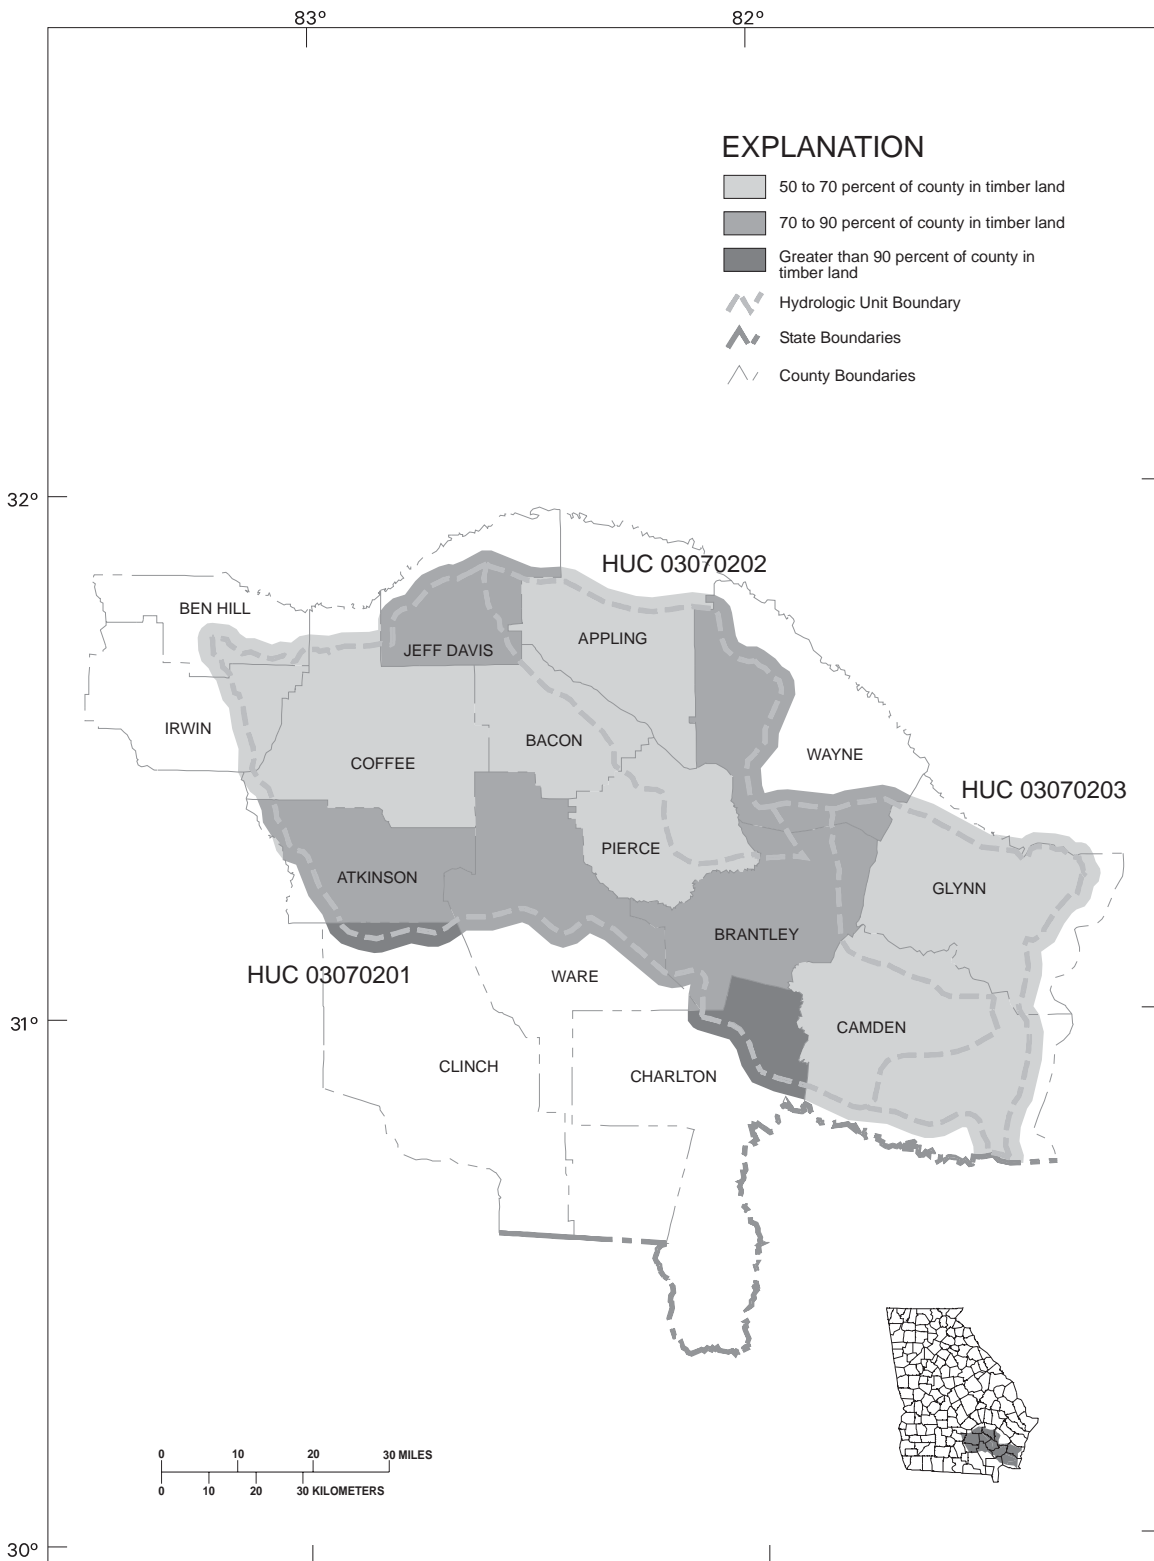 83°
82°
EXPLANATION
50 to 70 percent of county in timber land
70 to 90 percent of county in timber land
Greater than 90 percent of county in
timber land
Hydrologic Unit Boundary
State Boundaries
County Boundaries
32°
HUC 03070202
BEN HILL
APPLING
JEFF DAVIS
IRWIN
BACON
WAYNE
COFFEE
HUC 03070203
PIERCE
ATKINSON
GLYNN
BRANTLEY
HUC 03070201
WARE
31°
CAMDEN
CLINCH
CHARLTON
0 10 20 30 MILES
0 10 20 30 KILOMETERS
30°